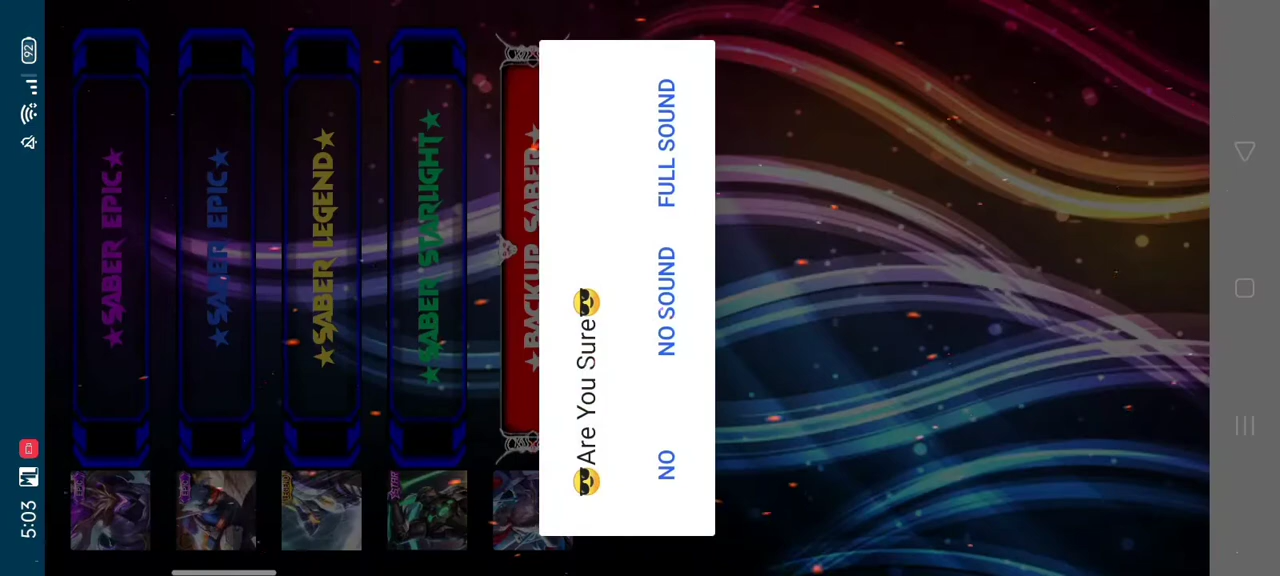 5:03
92
★SABER EPIC★
★SABER EPIC★
★SABER LEGEND★
★SABER STARLIGHT★
★BACKUP SABER★
😎Are You Sure😎
NO
NO SOUND
FULL SOUND